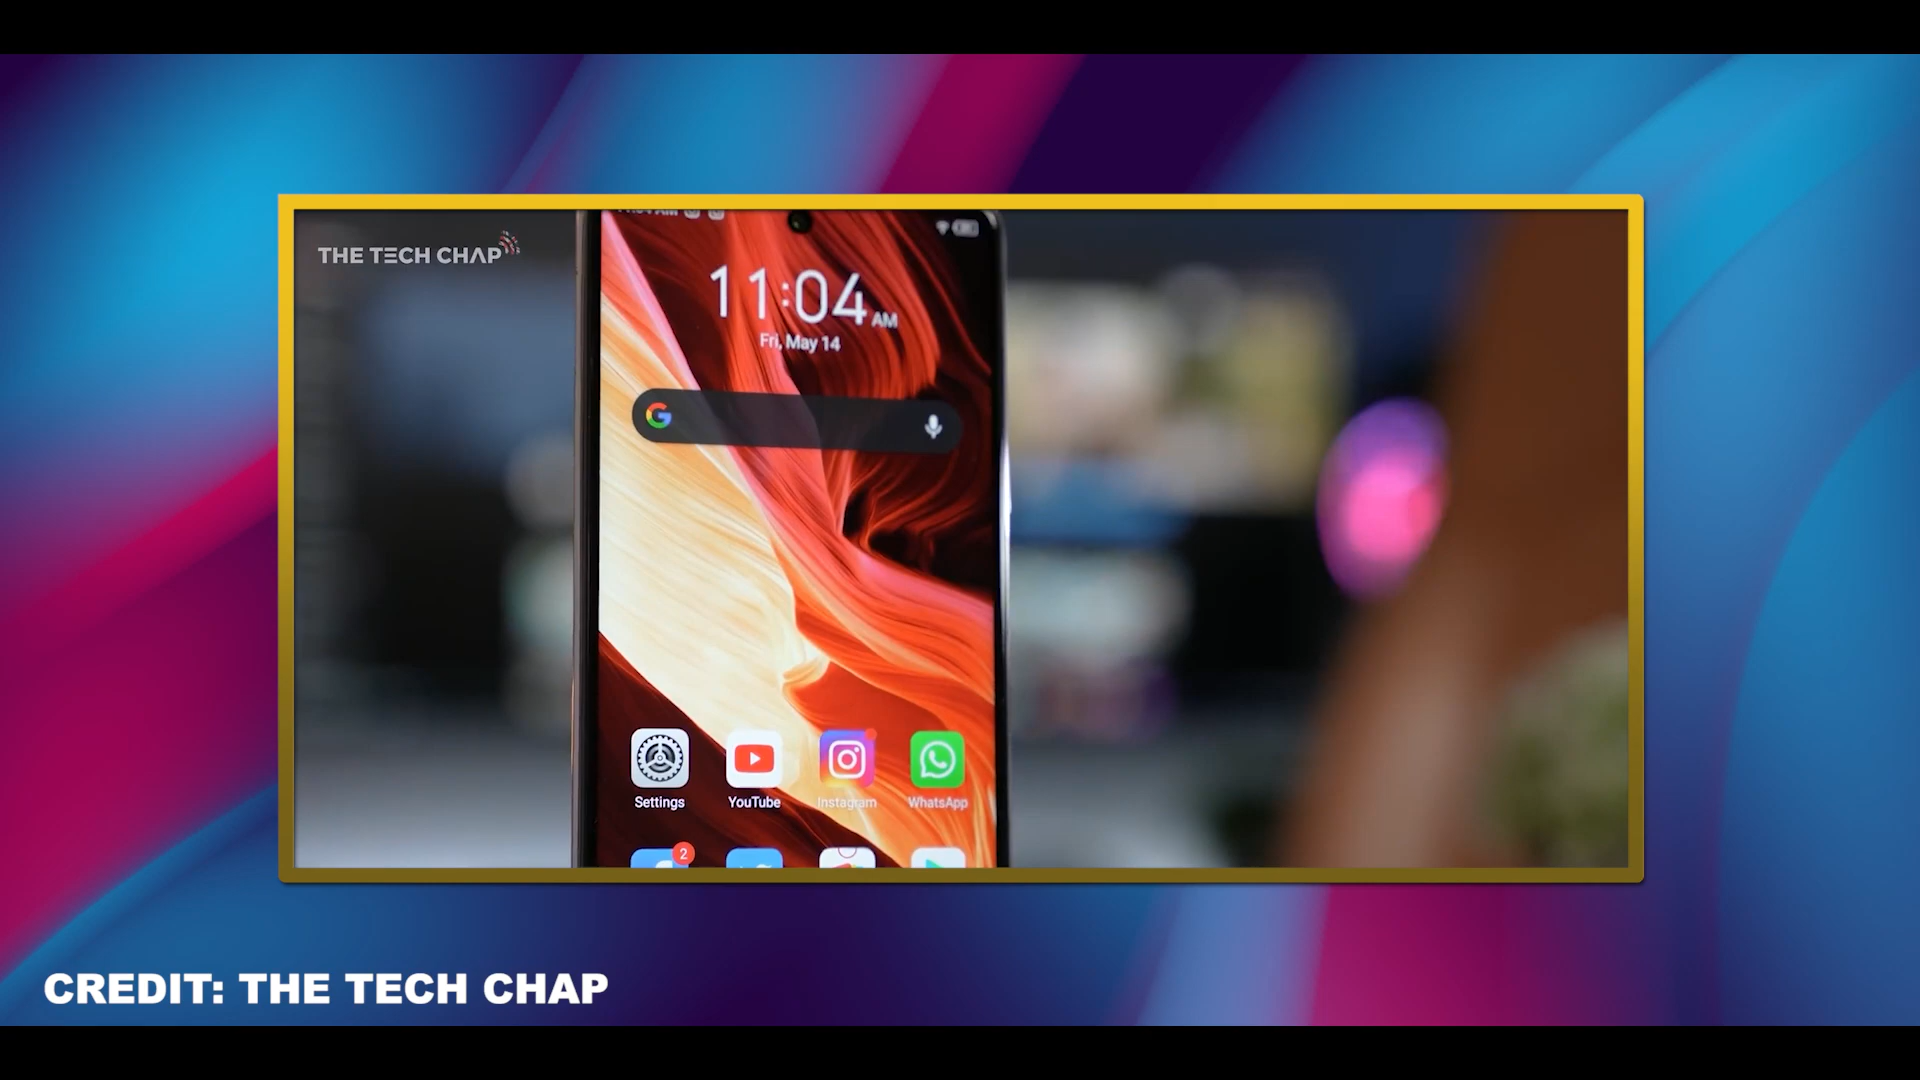 THE TECH CHAP
11:04 AM
Fri, May 14
Settings YouTube Instagram WhatsApp
2
CREDIT: THE TECH CHAP